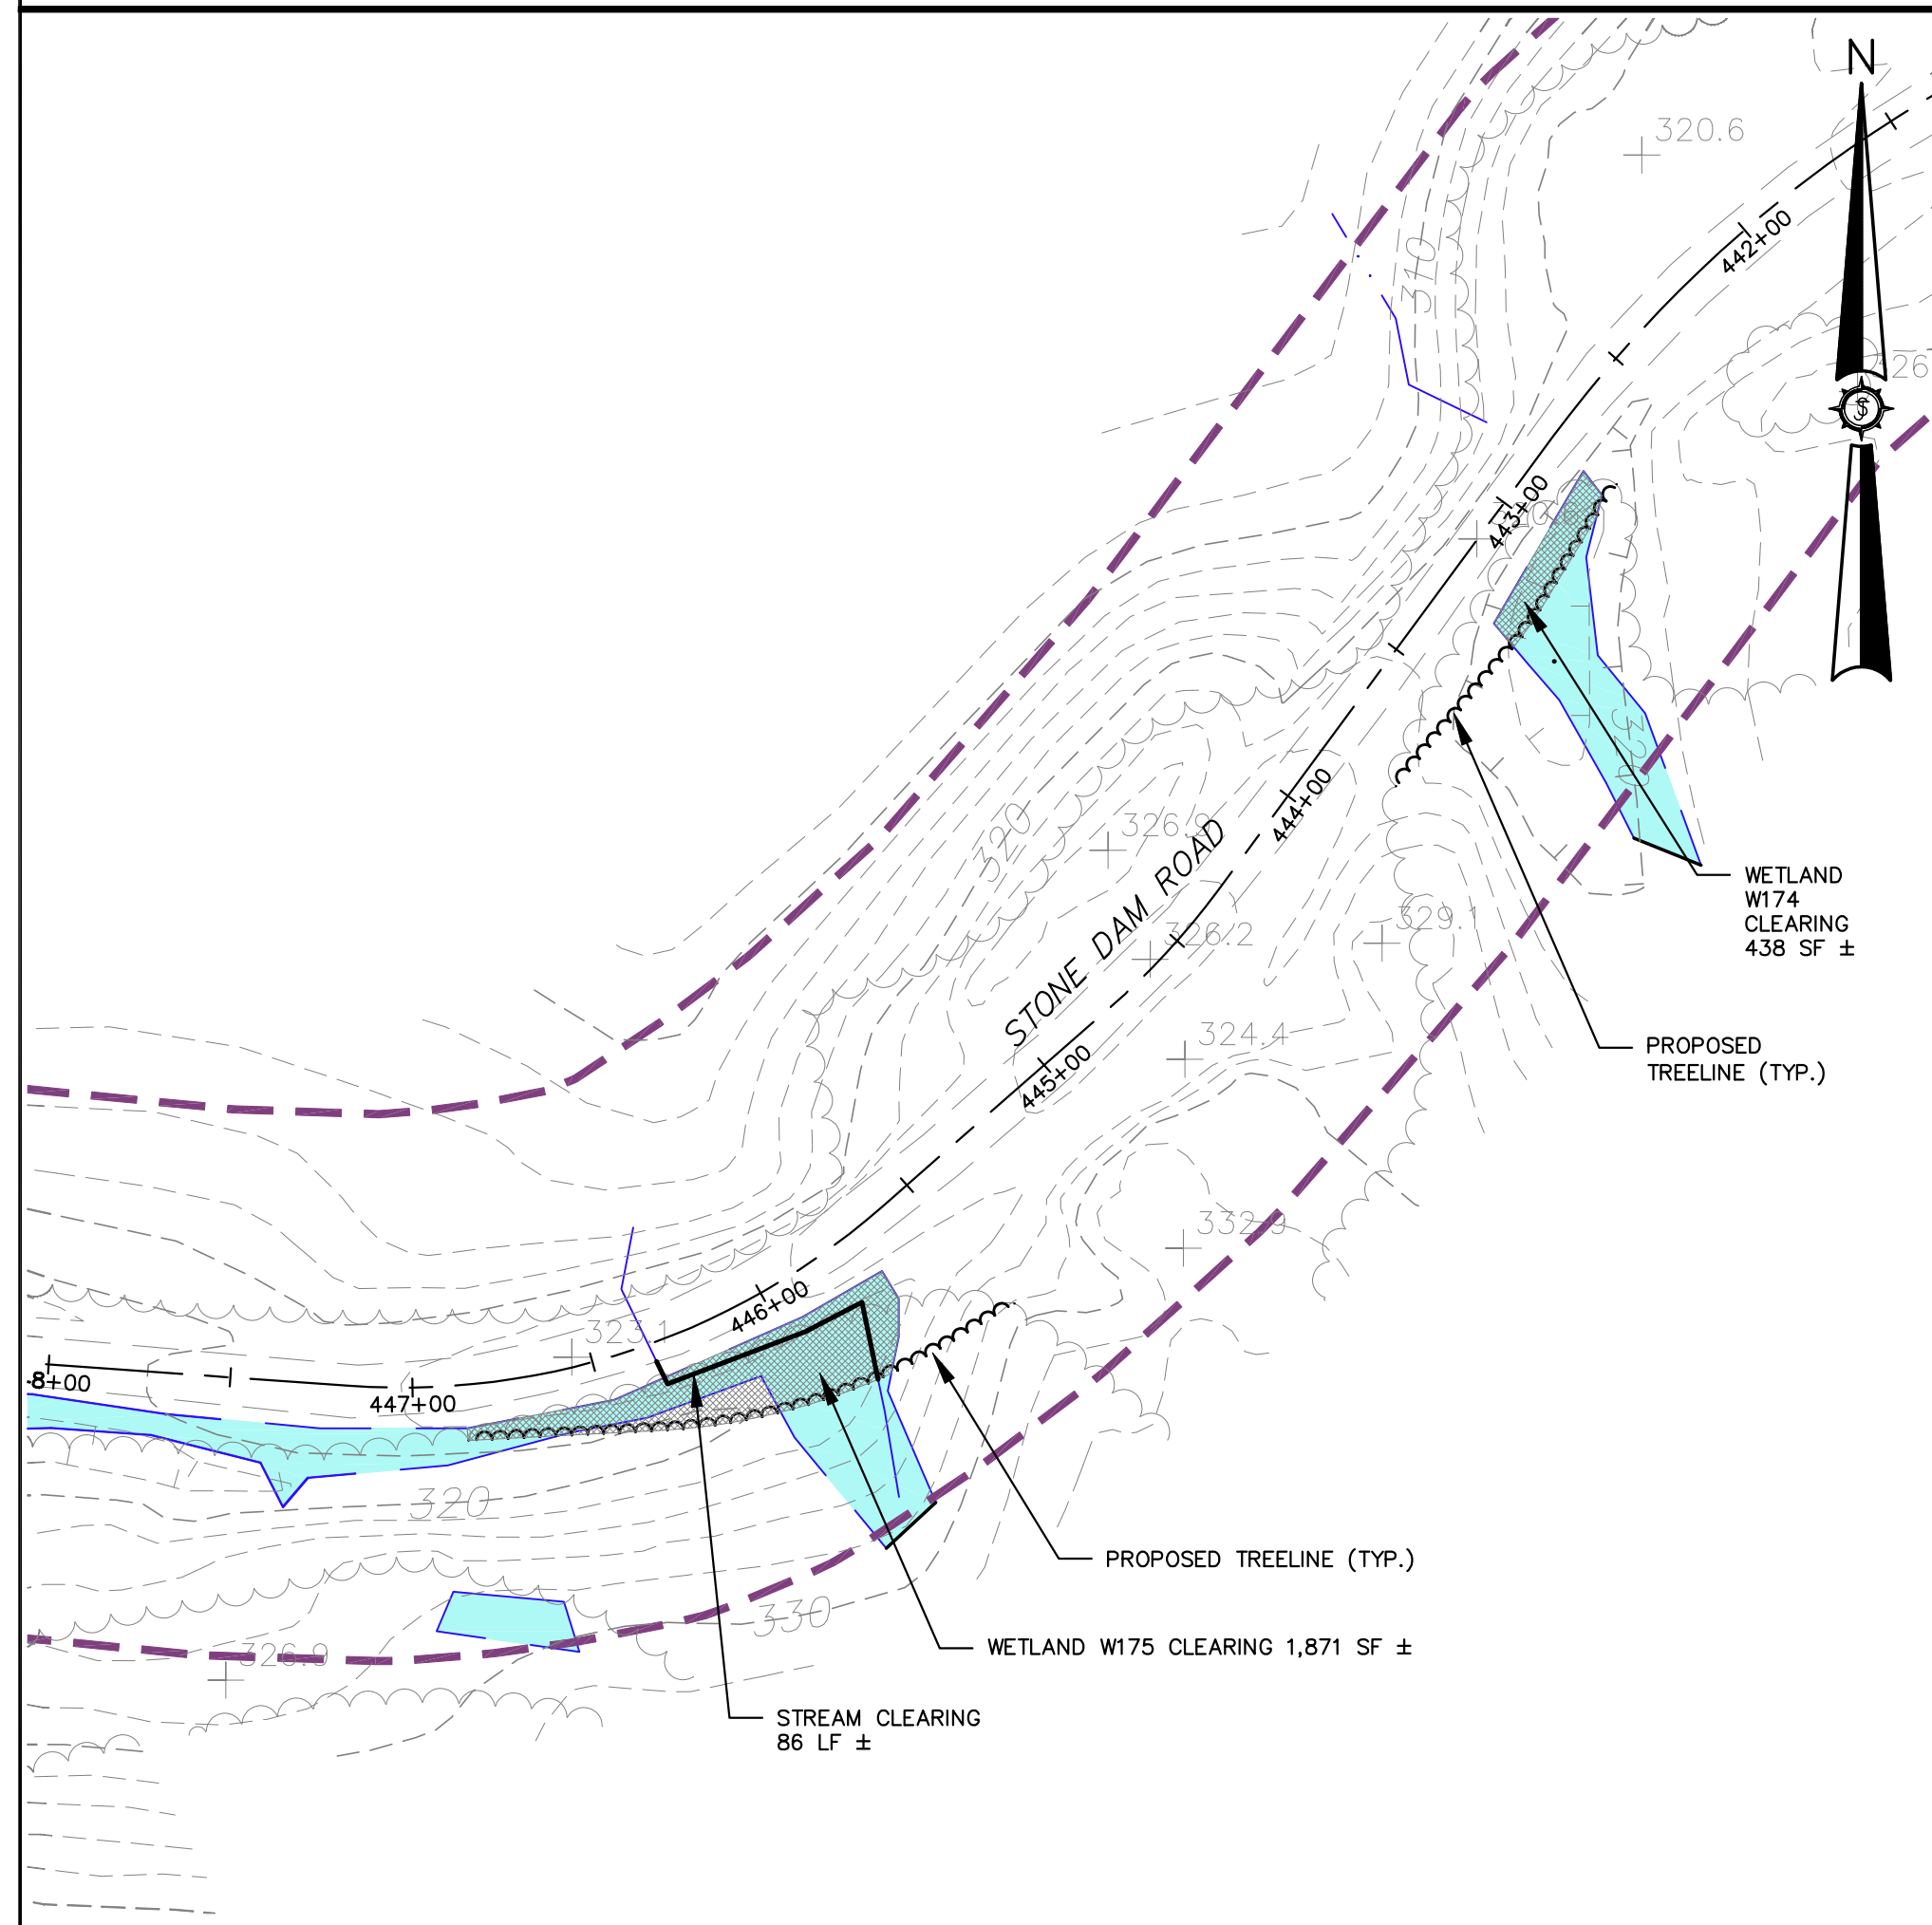 N
320.6
442+00
310
443+00
320
326.9
444+00
STONE DAM ROAD
326.2
329.1
320
WETLAND
W174
CLEARING
438 SF ±
324.4
445+00
PROPOSED
TREELINE (TYP.)
332.9
446+00
323.1
8+00
447+00
320
PROPOSED TREELINE (TYP.)
330
WETLAND W175 CLEARING 1,871 SF ±
326.9
STREAM CLEARING
86 LF ±